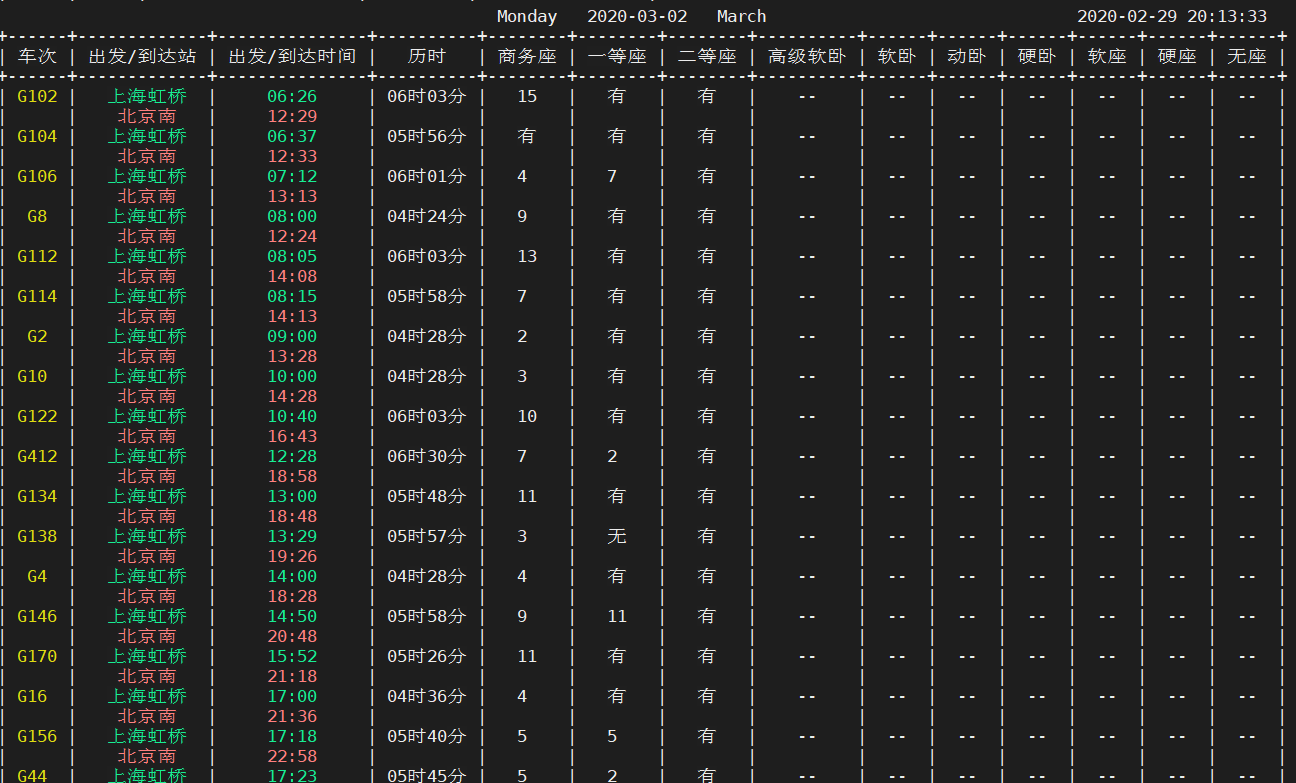 Monday 2020-03-02 March 2020-02-29 20:13:33
| 车次 | 出发/到达站 | 出发/到达时间 | 历时 | 商务座 | 一等座 | 二等座 | 高级软卧 | 软卧 | 动卧 | 硬卧 | 软座 | 硬座 | 无座 |
| G102 | 上海虹桥 | 06:26 | 06时03分 | 15 | 有 | 有 | -- | -- | -- | -- | -- | -- | -- |
北京南 | 12:29
| G104 | 上海虹桥 | 06:37 | 05时56分 | 有 | 有 | 有 | -- | -- | -- | -- | -- | -- | -- |
北京南 | 12:33
| G106 | 上海虹桥 | 07:12 | 06时01分 | 4 | 7 | 有 | -- | -- | -- | -- | -- | -- | -- |
北京南 | 13:13
| G8 | 上海虹桥 | 08:00 | 04时24分 | 9 | 有 | 有 | -- | -- | -- | -- | -- | -- | -- |
北京南 | 12:24
| G112 | 上海虹桥 | 08:05 | 06时03分 | 13 | 有 | 有 | -- | -- | -- | -- | -- | -- | -- |
北京南 | 14:08
| G114 | 上海虹桥 | 08:15 | 05时58分 | 7 | 有 | 有 | -- | -- | -- | -- | -- | -- | -- |
北京南 | 14:13
| G2 | 上海虹桥 | 09:00 | 04时28分 | 2 | 有 | 有 | -- | -- | -- | -- | -- | -- | -- |
北京南 | 13:28
| G10 | 上海虹桥 | 10:00 | 04时28分 | 3 | 有 | 有 | -- | -- | -- | -- | -- | -- | -- |
北京南 | 14:28
| G122 | 上海虹桥 | 10:40 | 06时03分 | 10 | 有 | 有 | -- | -- | -- | -- | -- | -- | -- |
北京南 | 16:43
| G412 | 上海虹桥 | 12:28 | 06时30分 | 7 | 2 | 有 | -- | -- | -- | -- | -- | -- | -- |
北京南 | 18:58
| G134 | 上海虹桥 | 13:00 | 05时48分 | 11 | 有 | 有 | -- | -- | -- | -- | -- | -- | -- |
北京南 | 18:48
| G138 | 上海虹桥 | 13:29 | 05时57分 | 3 | 无 | 有 | -- | -- | -- | -- | -- | -- | -- |
北京南 | 19:26
| G4 | 上海虹桥 | 14:00 | 04时28分 | 4 | 有 | 有 | -- | -- | -- | -- | -- | -- | -- |
北京南 | 18:28
| G146 | 上海虹桥 | 14:50 | 05时58分 | 9 | 11 | 有 | -- | -- | -- | -- | -- | -- | -- |
北京南 | 20:48
| G170 | 上海虹桥 | 15:52 | 05时26分 | 11 | 有 | 有 | -- | -- | -- | -- | -- | -- | -- |
北京南 | 21:18
| G16 | 上海虹桥 | 17:00 | 04时36分 | 4 | 有 | 有 | -- | -- | -- | -- | -- | -- | -- |
北京南 | 21:36
| G156 | 上海虹桥 | 17:18 | 05时40分 | 5 | 5 | 有 | -- | -- | -- | -- | -- | -- | -- |
北京南 | 22:58
| G44 | 上海虹桥 | 17:23 | 05时45分 | 5 | 2 | 有 | -- | -- | -- | -- | -- | -- | -- |